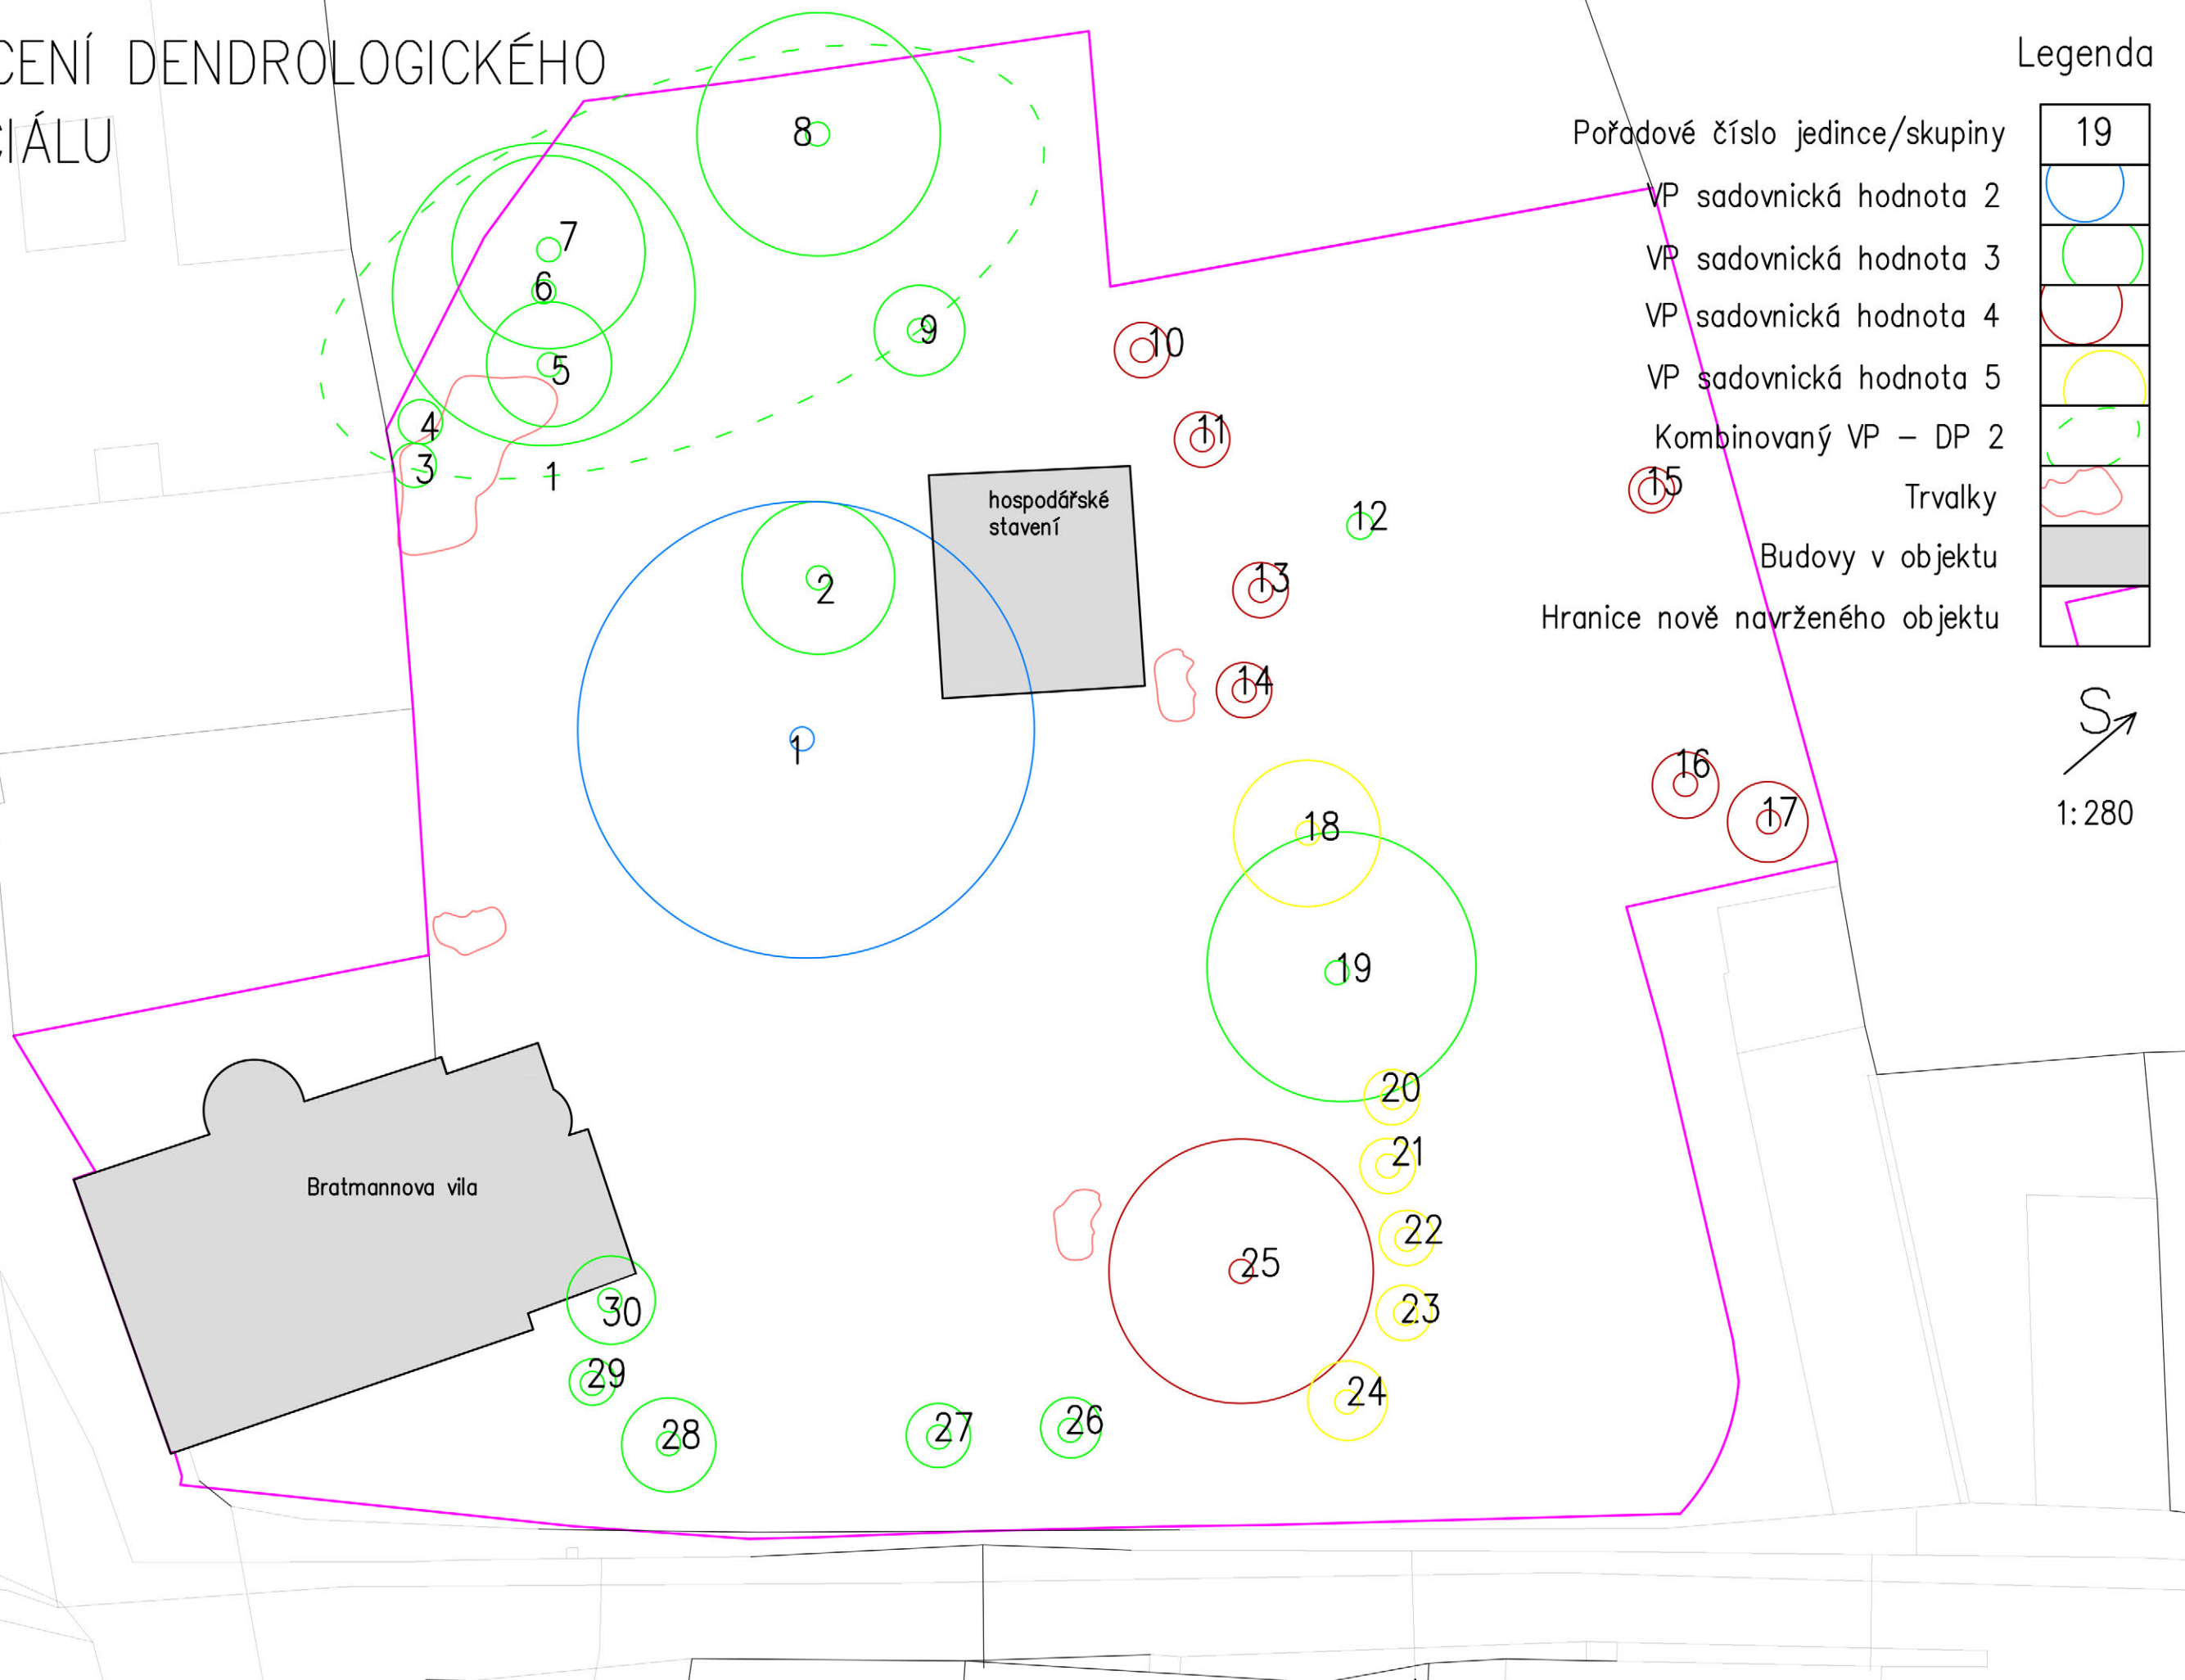 CENÍ DENDROLOGICKÉHO
CIÁLU
Legenda
Pořadové číslo jedince/skupiny 19
VP sadovnická hodnota 2
VP sadovnická hodnota 3
VP sadovnická hodnota 4
VP sadovnická hodnota 5
Kombinovaný VP – DP 2
Trvalky
Budovy v objektu
Hranice nově navrženého objektu
S
1:280
8
7
6
5
4
3
1
9
10
11
12
15
hospodářské
stavení
2
13
14
1
16
17
18
19
20
21
22
23
24
25
Bratmannova vila
30
29
28
27
26